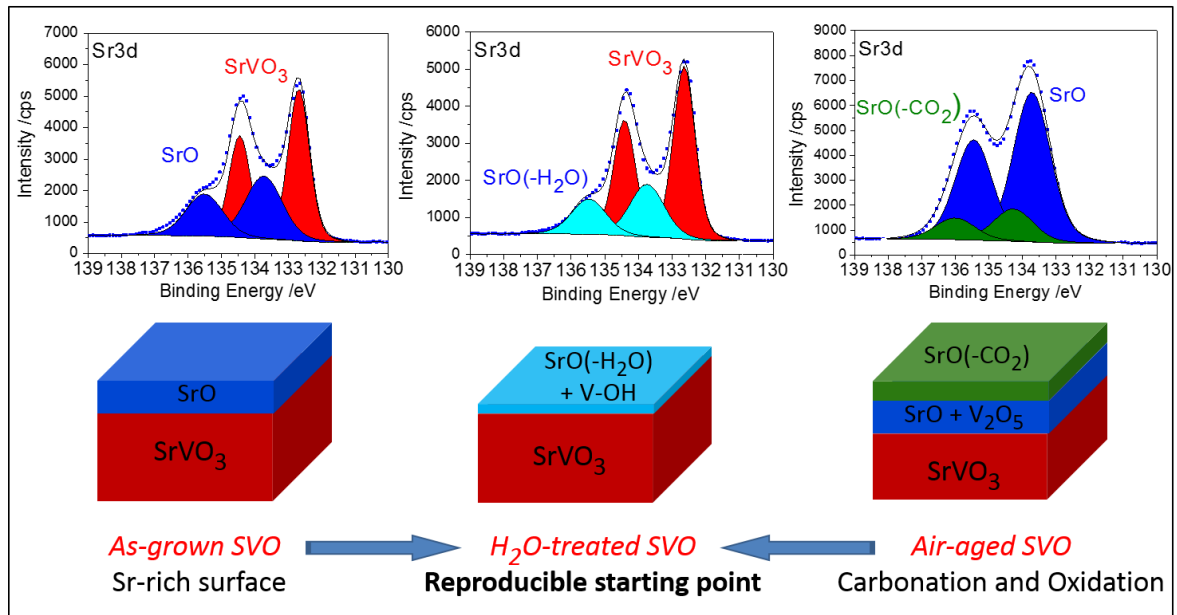 Sr3d
SrVO₃
SrO
Intensity /cps
7000
6000
5000
4000
3000
2000
1000
0
139 138 137 136 135 134 133 132 131 130
Binding Energy /eV
Sr3d
SrVO₃
SrO(-H₂O)
Intensity /cps
6000
5000
4000
3000
2000
1000
0
139 138 137 136 135 134 133 132 131 130
Binding Energy /eV
Sr3d
SrO(-CO₂)
SrO
Intensity /cps
9000
8000
7000
6000
5000
4000
3000
2000
1000
0
139 138 137 136 135 134 133 132 131 130
Binding Energy /eV
SrO
SrVO₃
As-grown SVO
Sr-rich surface
SrO(-H₂O)
+ V-OH
SrVO₃
H₂O-treated SVO
Reproducible starting point
SrO(-CO₂)
SrO + V₂O₅
SrVO₃
Air-aged SVO
Carbonation and Oxidation